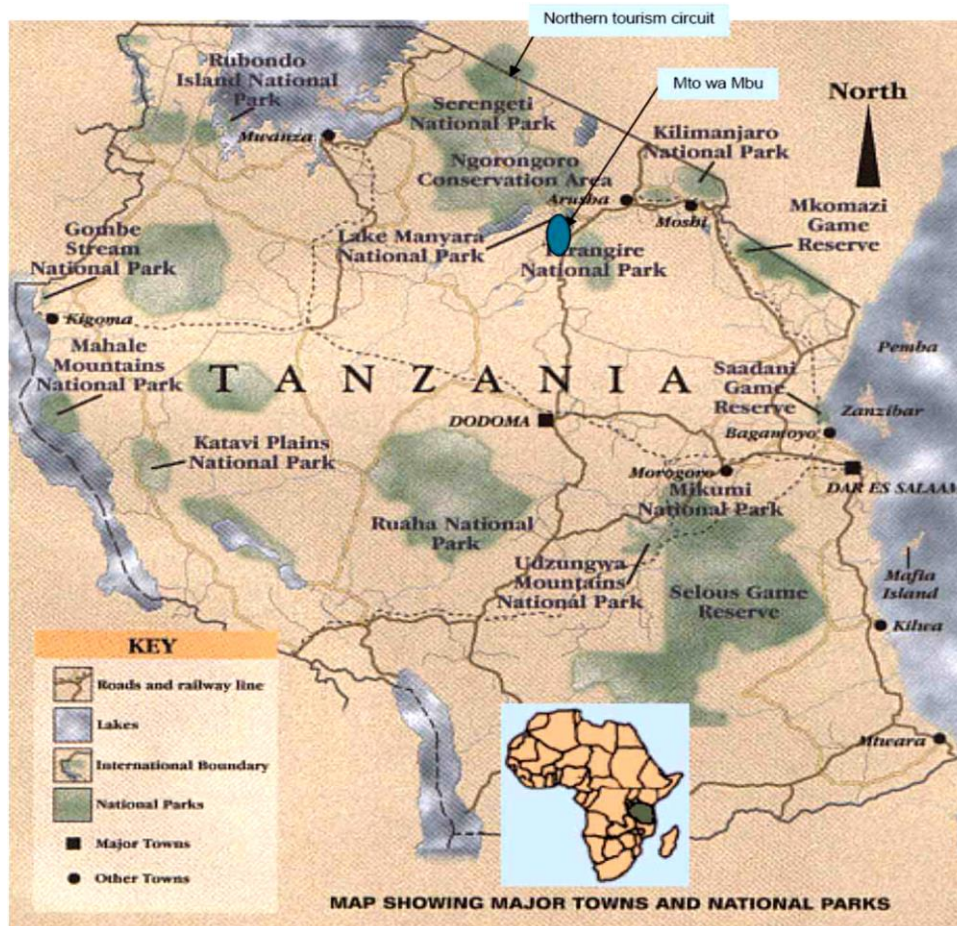 Northern tourism circuit
Mto wa Mbu
North
Rubondo
Island National
Park
Mwanza
Serengeti
National Park
Ngorongoro
Conservation Area
Kilimanjaro
National Park
Arusha
Moshi
Mkomazi
Game
Reserve
Gombe
Stream
National Park
Lake Manyara
National Park
National Park
Kigoma
Mahale
Mountains
National Park
TANZANIA
Pemba
Saadani
Game
Reserve
Zanzibar
DODOMA
Bagamoyo
Katavi Plains
National Park
Morogoro
Mikumi
National Park
DAR ES SALAAM
Ruaha National
Park
Udzungwa
Mountains
National Park
Selous Game
Reserve
Mafia
Island
Kilwa
KEY
Roads and railway line
Lakes
International Boundary
National Parks
Major Towns
Other Towns
Mtwara
MAP SHOWING MAJOR TOWNS AND NATIONAL PARKS